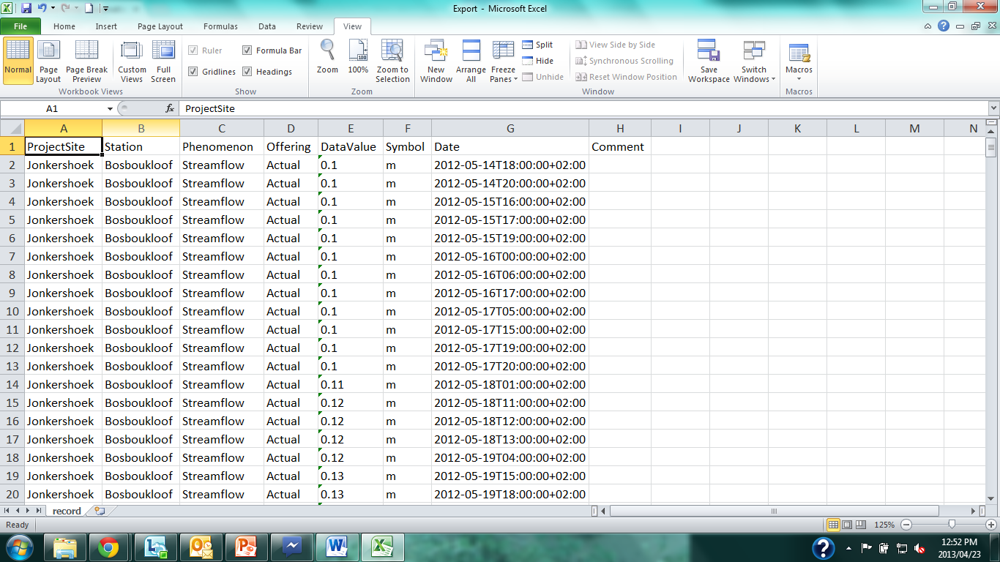 Export - Microsoft Excel
File Home Insert Page Layout Formulas Data Review View
Normal Page Layout Page Break Preview Custom Views Full Screen
Workbook Views
Ruler Formula Bar
Gridlines Headings
Show
Zoom 100% Zoom to Selection
Zoom
New Window Arrange All Freeze Panes
Split
Hide
Unhide
View Side by Side
Synchronous Scrolling
Reset Window Position
Window
Save Workspace Switch Windows
Macros
Macros
A1 fx ProjectSite
A B C D E F G H I J K L M N
1 ProjectSite Station Phenomenon Offering DataValue Symbol Date Comment
2 Jonkershoek Bosboukloof Streamflow Actual 0.1 m 2012-05-14T18:00:00+02:00
3 Jonkershoek Bosboukloof Streamflow Actual 0.1 m 2012-05-14T20:00:00+02:00
4 Jonkershoek Bosboukloof Streamflow Actual 0.1 m 2012-05-15T16:00:00+02:00
5 Jonkershoek Bosboukloof Streamflow Actual 0.1 m 2012-05-15T17:00:00+02:00
6 Jonkershoek Bosboukloof Streamflow Actual 0.1 m 2012-05-15T19:00:00+02:00
7 Jonkershoek Bosboukloof Streamflow Actual 0.1 m 2012-05-16T00:00:00+02:00
8 Jonkershoek Bosboukloof Streamflow Actual 0.1 m 2012-05-16T06:00:00+02:00
9 Jonkershoek Bosboukloof Streamflow Actual 0.1 m 2012-05-16T17:00:00+02:00
10 Jonkershoek Bosboukloof Streamflow Actual 0.1 m 2012-05-17T05:00:00+02:00
11 Jonkershoek Bosboukloof Streamflow Actual 0.1 m 2012-05-17T15:00:00+02:00
12 Jonkershoek Bosboukloof Streamflow Actual 0.1 m 2012-05-17T19:00:00+02:00
13 Jonkershoek Bosboukloof Streamflow Actual 0.1 m 2012-05-17T20:00:00+02:00
14 Jonkershoek Bosboukloof Streamflow Actual 0.11 m 2012-05-18T01:00:00+02:00
15 Jonkershoek Bosboukloof Streamflow Actual 0.12 m 2012-05-18T11:00:00+02:00
16 Jonkershoek Bosboukloof Streamflow Actual 0.12 m 2012-05-18T12:00:00+02:00
17 Jonkershoek Bosboukloof Streamflow Actual 0.12 m 2012-05-18T13:00:00+02:00
18 Jonkershoek Bosboukloof Streamflow Actual 0.12 m 2012-05-19T04:00:00+02:00
19 Jonkershoek Bosboukloof Streamflow Actual 0.13 m 2012-05-19T15:00:00+02:00
20 Jonkershoek Bosboukloof Streamflow Actual 0.13 m 2012-05-19T18:00:00+02:00
record
Ready 125%
12:52 PM
2013/04/23